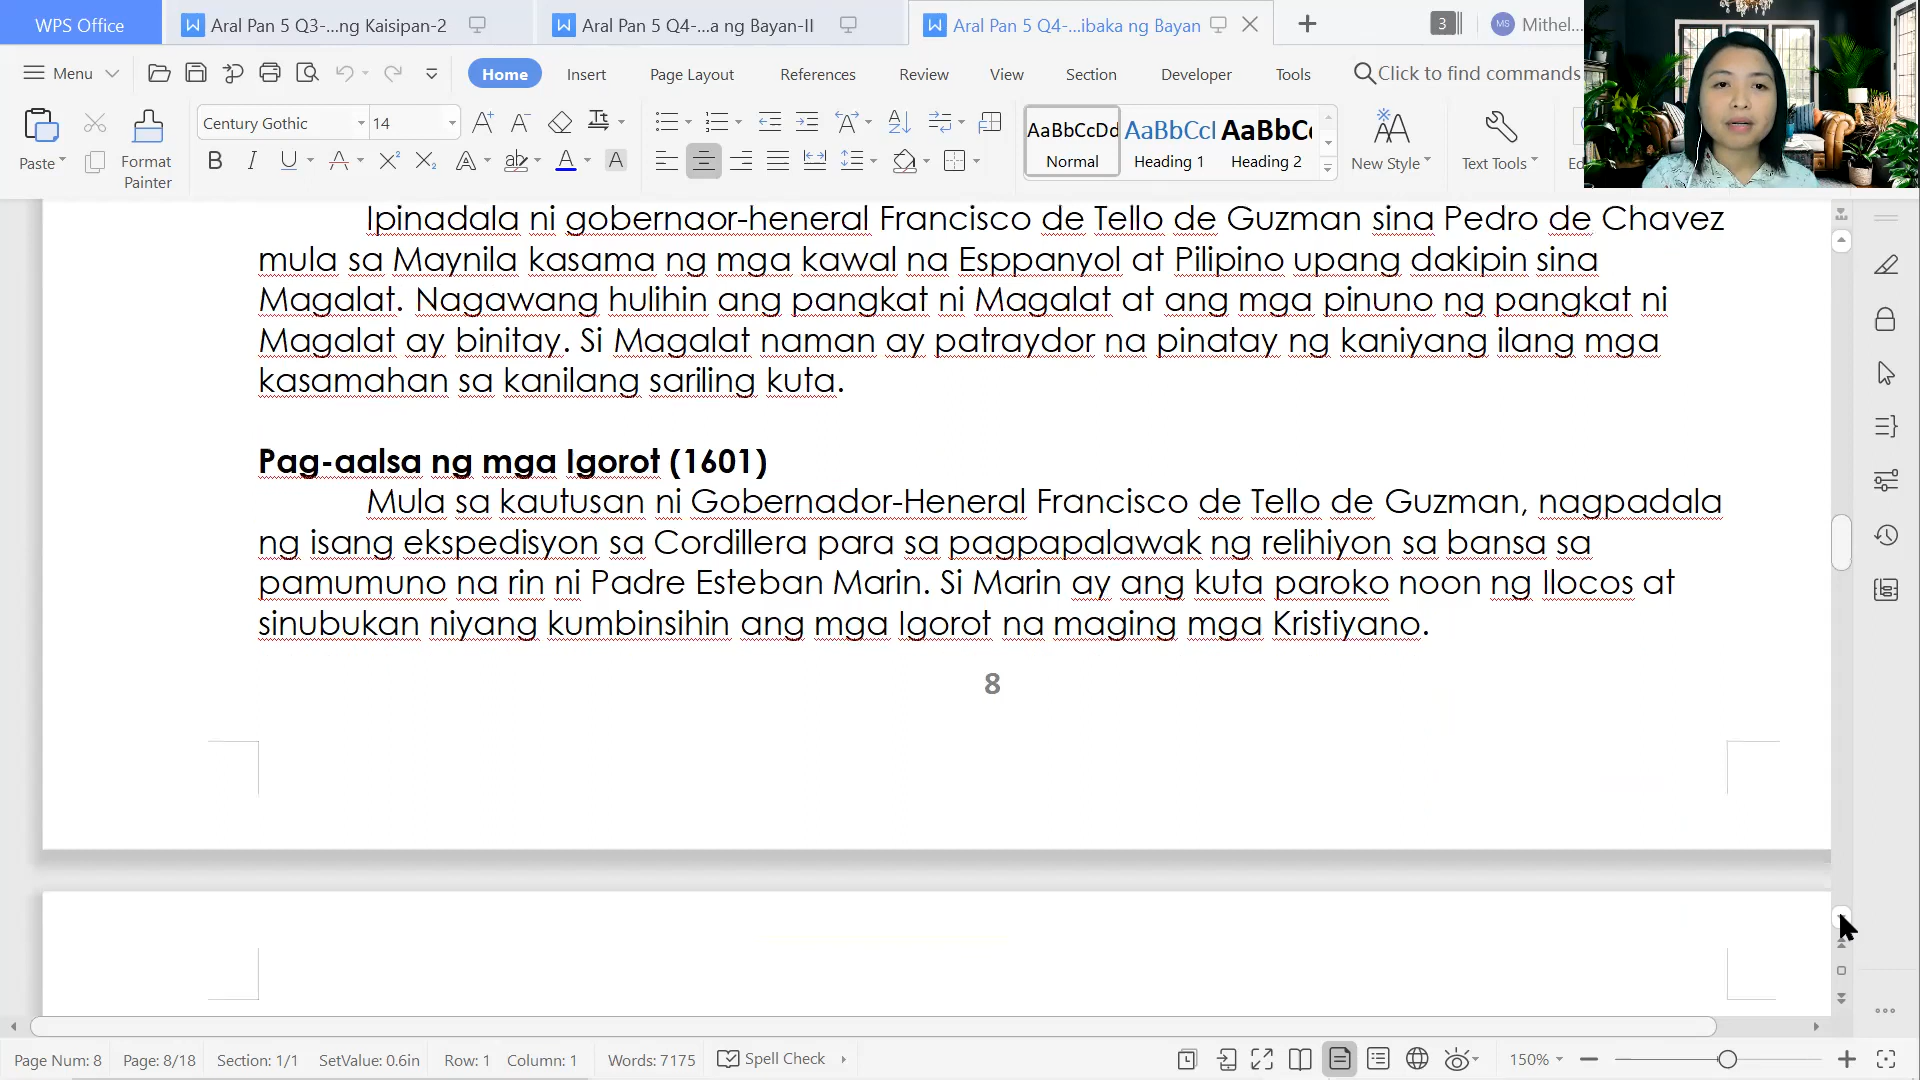 WPS Office
Aral Pan 5 Q3-...ng Kaisipan-2
Aral Pan 5 Q4-...a ng Bayan-II
Aral Pan 5 Q4-...ibaka ng Bayan
3
MS
Mithel...
Menu
Home
Insert
Page Layout
References
Review
View
Section
Developer
Tools
Click to find commands
Paste
Format
Painter
Century Gothic
14
AaBbCcDd
Normal
AaBbCcl
Heading 1
AaBbCc
Heading 2
New Style
Text Tools
Ipinadala ni gobernaor-heneral Francisco de Tello de Guzman sina Pedro de Chavez
mula sa Maynila kasama ng mga kawal na Esppanyol at Pilipino upang dakipin sina
Magalat. Nagawang hulihin ang pangkat ni Magalat at ang mga pinuno ng pangkat ni
Magalat ay binitay. Si Magalat naman ay patraydor na pinatay ng kaniyang ilang mga
kasamahan sa kanilang sariling kuta.
Pag-aalsa ng mga Igorot (1601)
Mula sa kautusan ni Gobernador-Heneral Francisco de Tello de Guzman, nagpadala
ng isang ekspedisyon sa Cordillera para sa pagpapalawak ng relihiyon sa bansa sa
pamumuno na rin ni Padre Esteban Marin. Si Marin ay ang kuta paroko noon ng Ilocos at
sinubukan niyang kumbinsihin ang mga Igorot na maging mga Kristiyano.
8
Page Num: 8
Page: 8/18
Section: 1/1
SetValue: 0.6in
Row: 1
Column: 1
Words: 7175
Spell Check
150%